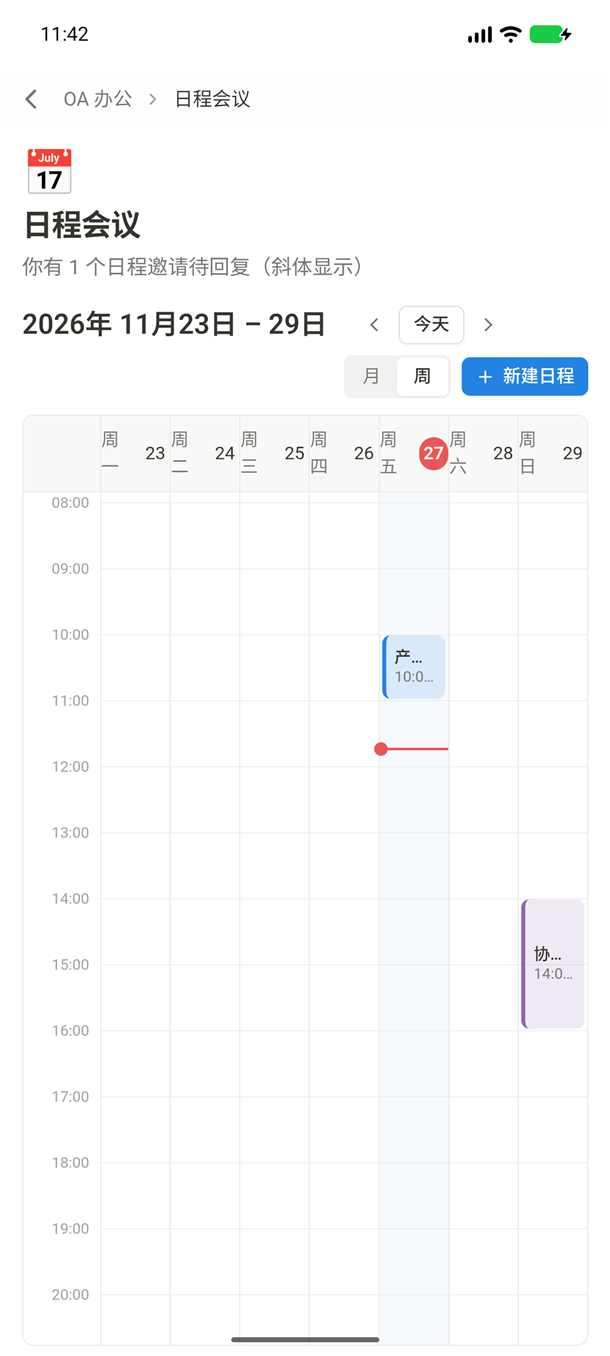 11:42
OA 办公 > 日程会议
July
17
日程会议
你有 1 个日程邀请待回复（斜体显示）
2026年 11月23日 – 29日
今天
月 周 + 新建日程
周一 23 周二 24 周三 25 周四 26 周五 27 周六 28 周日 29
08:00
09:00
10:00
产...
10:0...
11:00
12:00
13:00
14:00
协...
14:0...
15:00
16:00
17:00
18:00
19:00
20:00